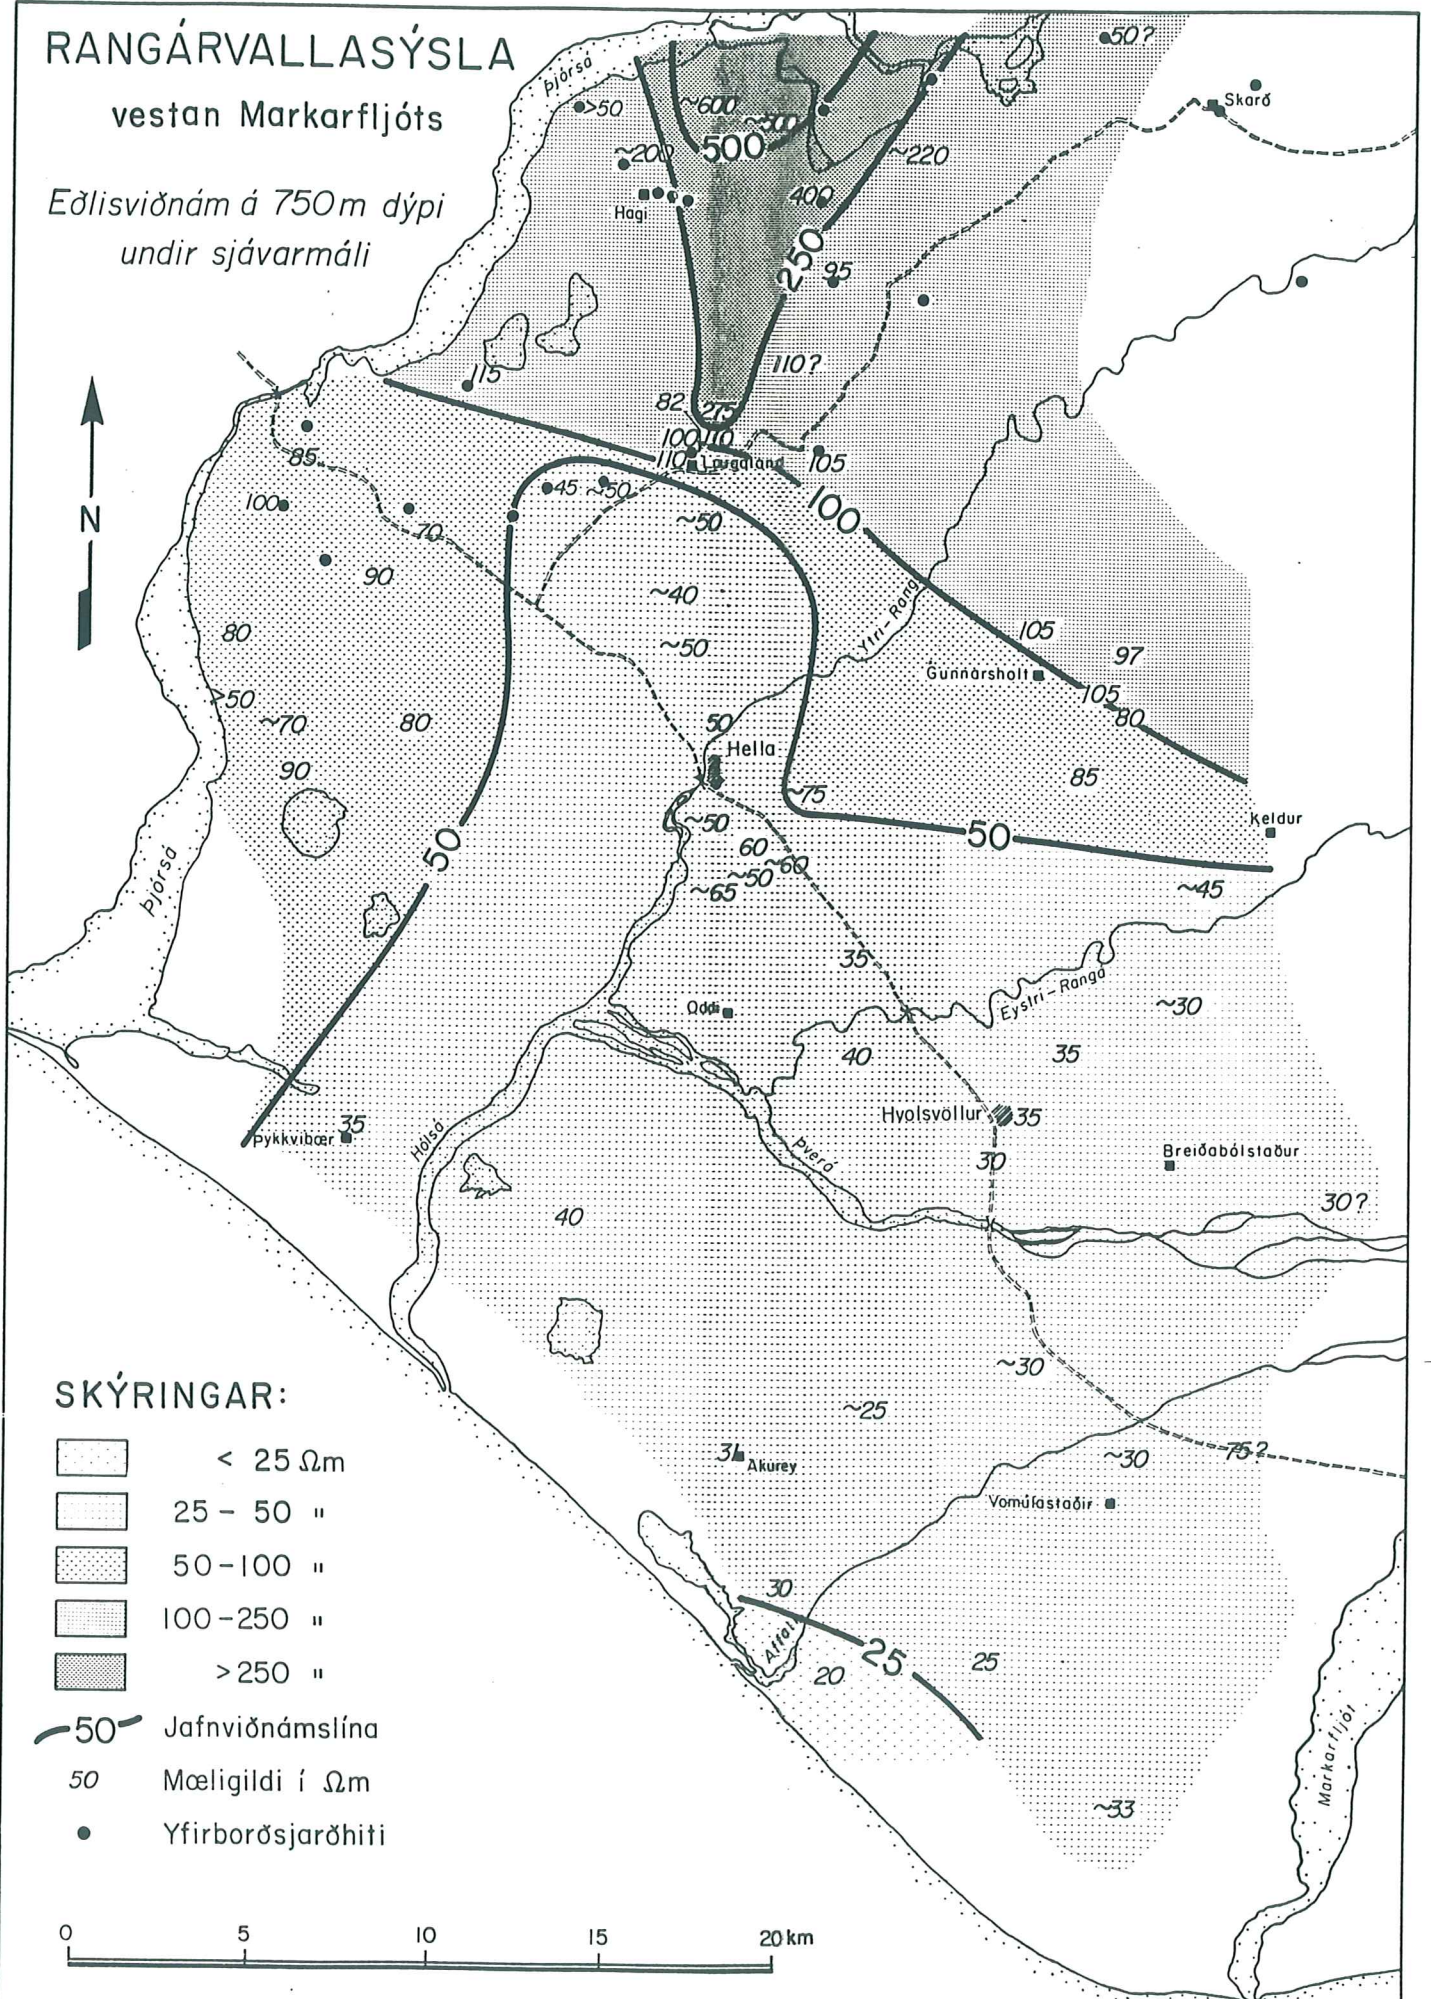 RANGÁRVALLASÝSLA
vestan Markarfljóts
Eðlisviðnám á 750m dýpi
undir sjávarmáli
Þjórsá
>50
~600
~200
500
50?
Skarð
~220
Hagi
400
250
95
110?
115
82
275
100
110
110
Laugaland
105
85
100
45
~50
~50
100
N
70
90
~40
80
~50
Ytri-Rangá
105
97
Gunnarsholt
105
80
>50
~70
80
50
Hella
90
~75
85
50
50
~50
60
~60
~50
~65
Keldur
~45
Þjórsá
35
Oddi
Eystri-Rangá
~30
40
35
Hvolsvöllur
35
Þykkvibær
35
Hólsá
Þverá
30
Breiðabólstaður
30?
40
~30
~25
31
Akurey
~30
75?
Vomúlastaðir
30
Affall
25
20
25
Markarfljót
~33
SKÝRINGAR:
< 25 Ωm
25 - 50 "
50 - 100 "
100 - 250 "
> 250 "
50 Jafnviðnámslína
50 Mæligildi í Ωm
Yfirborðsjarðhiti
0 5 10 15 20 km